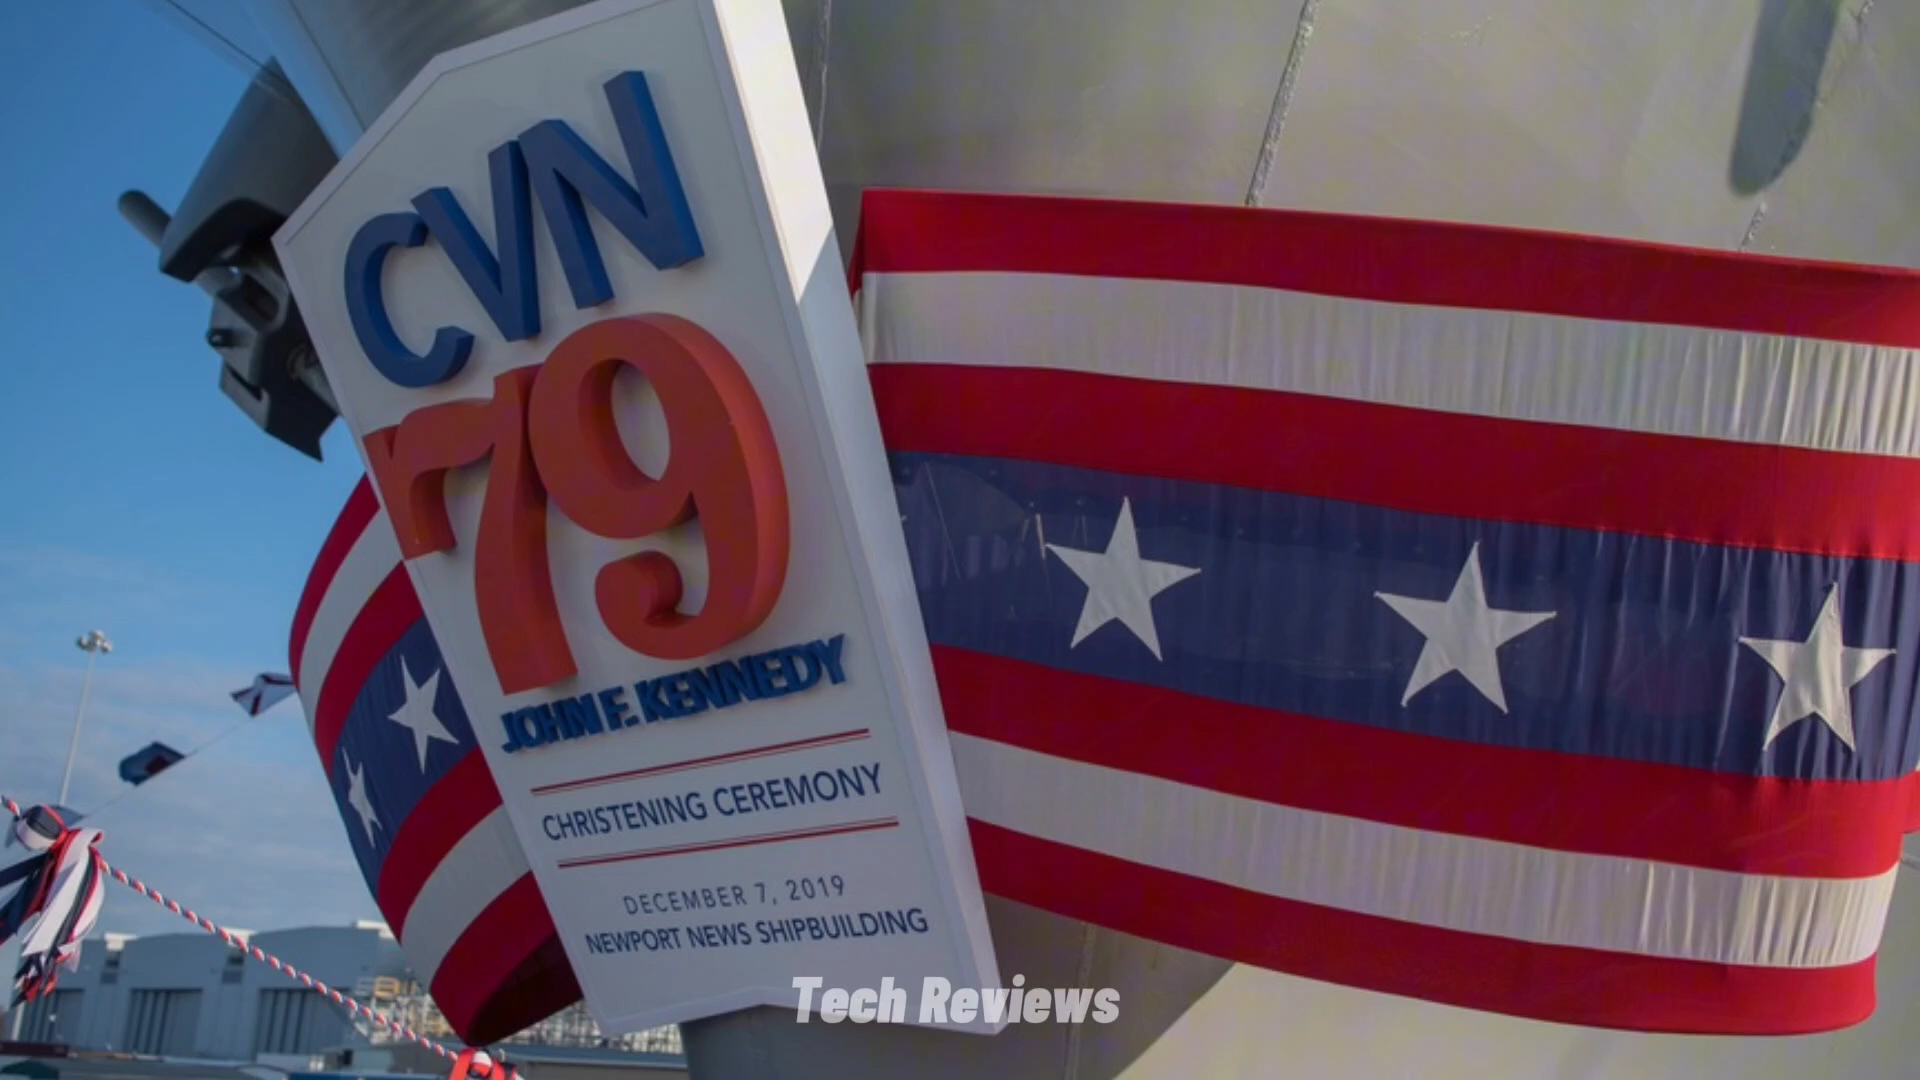 CVN
79
JOHN F. KENNEDY
CHRISTENING CEREMONY
DECEMBER 7, 2019
NEWPORT NEWS SHIPBUILDING
Tech Reviews